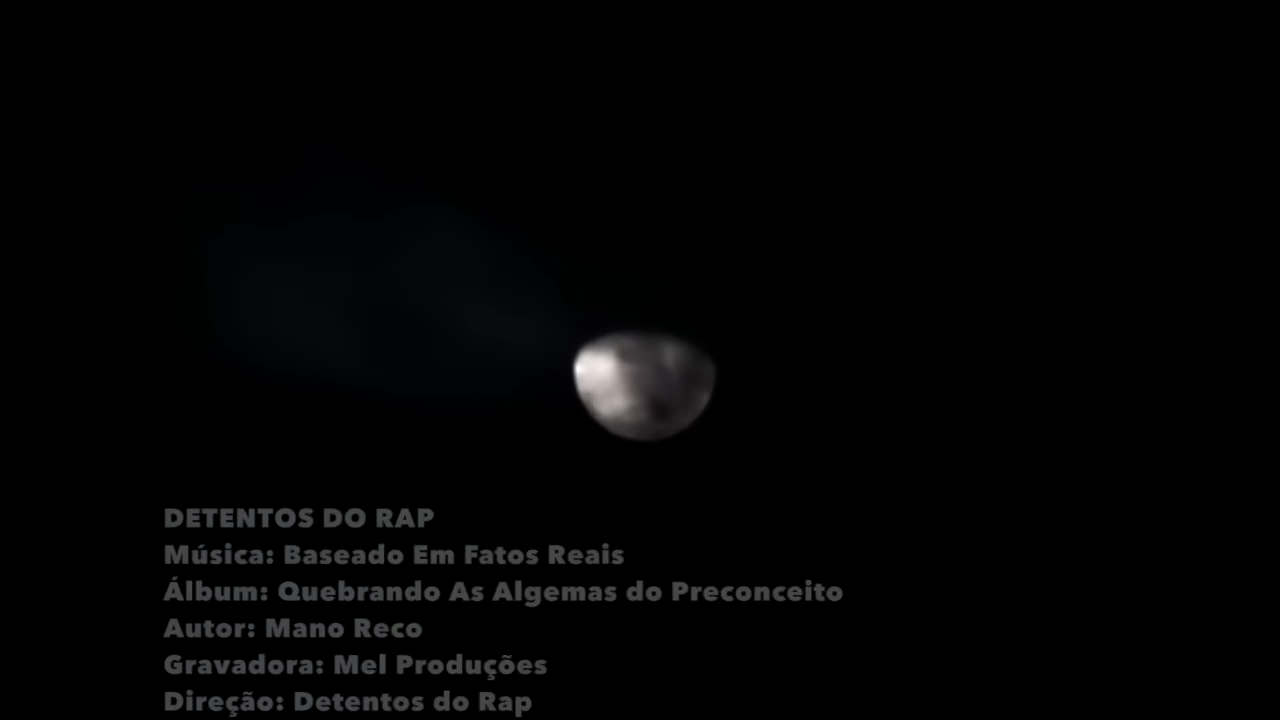 DETENTOS DO RAP
Música: Baseado Em Fatos Reais
Álbum: Quebrando As Algemas do Preconceito
Autor: Mano Reco
Gravadora: Mel Produções
Direção: Detentos do Rap